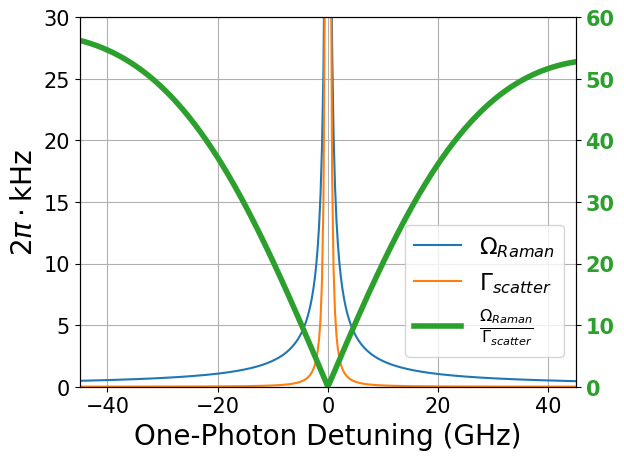 30
25
20
15
10
5
0
60
50
40
30
20
10
0
2π · kHz
Ω_Raman
Γ_scatter
Ω_Raman
Γ_scatter
−40 −20 0 20 40
One-Photon Detuning (GHz)